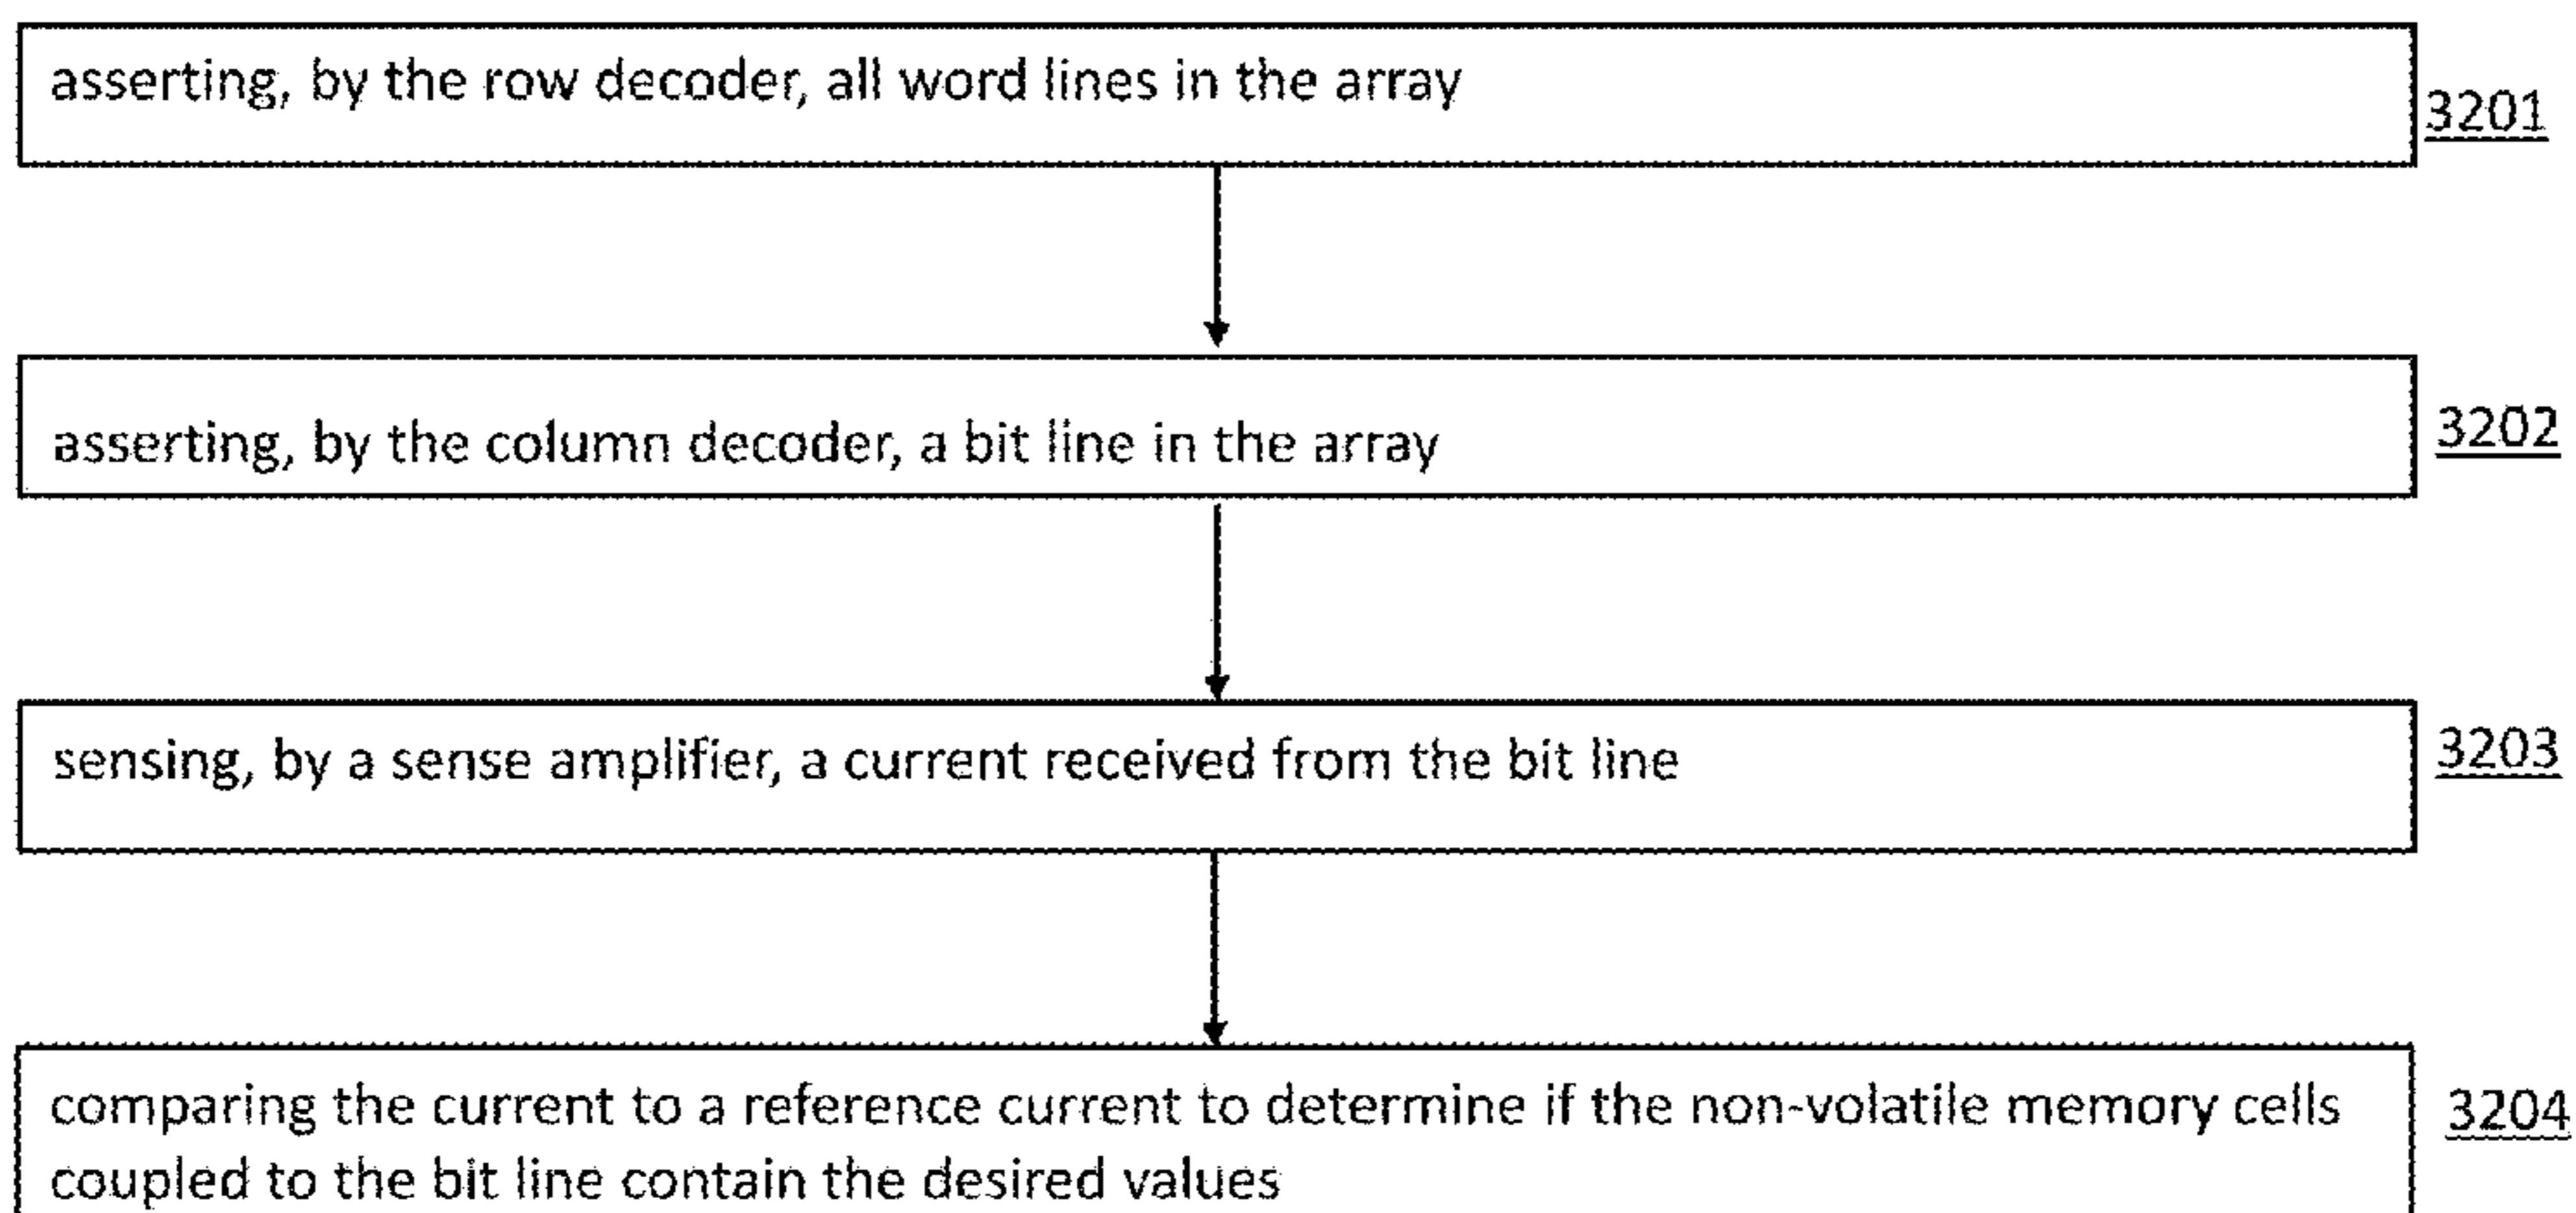 asserting, by the row decoder, all word lines in the array
3201
asserting, by the column decoder, a bit line in the array
3202
sensing, by a sense amplifier, a current received from the bit line
3203
comparing the current to a reference current to determine if the non-volatile memory cells
coupled to the bit line contain the desired values
3204